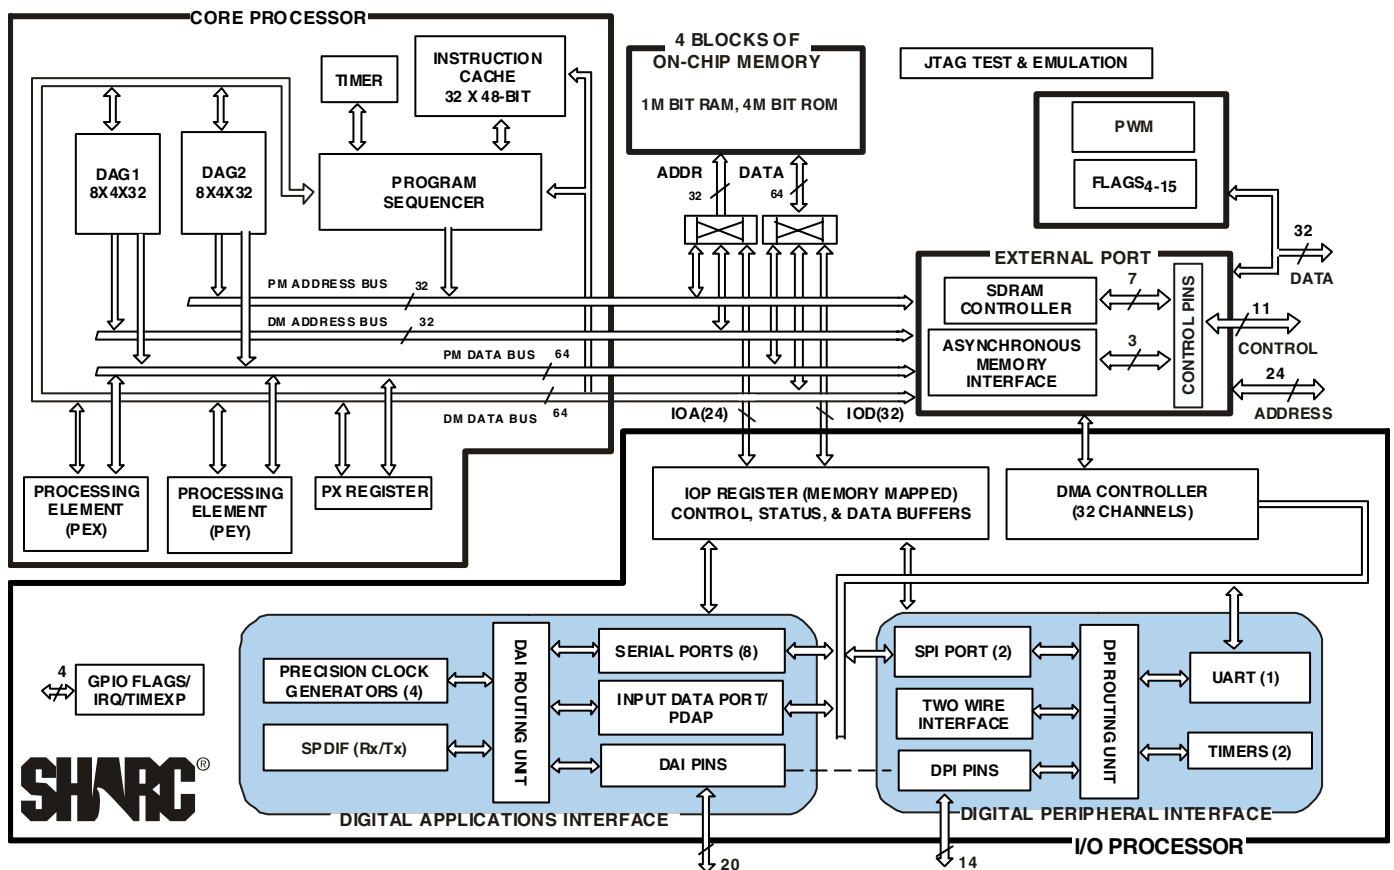 CORE PROCESSOR
TIMER
INSTRUCTION
CACHE
32 X 48-BIT
DAG1
8X4X32
DAG2
8X4X32
PROGRAM
SEQUENCER
4 BLOCKS OF
ON-CHIP MEMORY
1M BIT RAM, 4M BIT ROM
JTAG TEST & EMULATION
PWM
FLAGS4-15
ADDR
DATA
32
64
32
DATA
EXTERNAL PORT
SDRAM
CONTROLLER
7
ASYNCHRONOUS
MEMORY
INTERFACE
3
CONTROL PINS
11
CONTROL
24
ADDRESS
PM ADDRESS BUS
32
DM ADDRESS BUS
32
PM DATA BUS
64
DM DATA BUS
64
IOA(24)
IOD(32)
PROCESSING
ELEMENT
(PEX)
PROCESSING
ELEMENT
(PEY)
PX REGISTER
IOP REGISTER (MEMORY MAPPED)
CONTROL, STATUS, & DATA BUFFERS
DMA CONTROLLER
(32 CHANNELS)
4
GPIO FLAGS/
IRQ/TIMEXP
PRECISION CLOCK
GENERATORS (4)
SPDIF (Rx/Tx)
DAI ROUTING UNIT
SERIAL PORTS (8)
INPUT DATA PORT/
PDAP
DAI PINS
SPI PORT (2)
TWO WIRE
INTERFACE
DPI PINS
DPI ROUTING UNIT
UART (1)
TIMERS (2)
SHARC®
DIGITAL APPLICATIONS INTERFACE
DIGITAL PERIPHERAL INTERFACE
I/O PROCESSOR
20
14